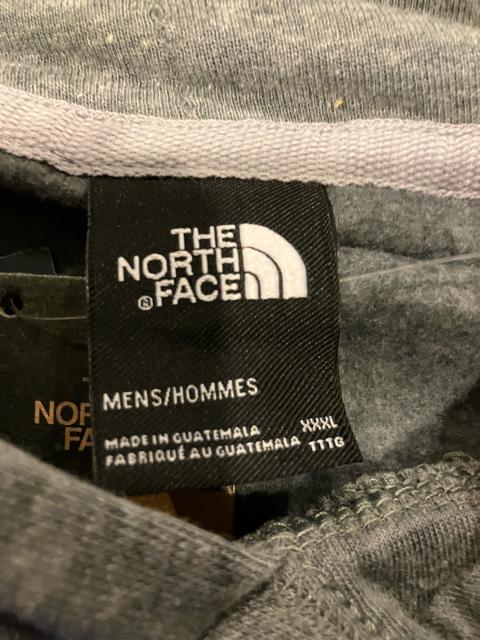 THE
NORTH
FACE
MENS/HOMMES
MADE IN GUATEMALA XXXL
FABRIQUÉ AU GUATEMALA TTTG